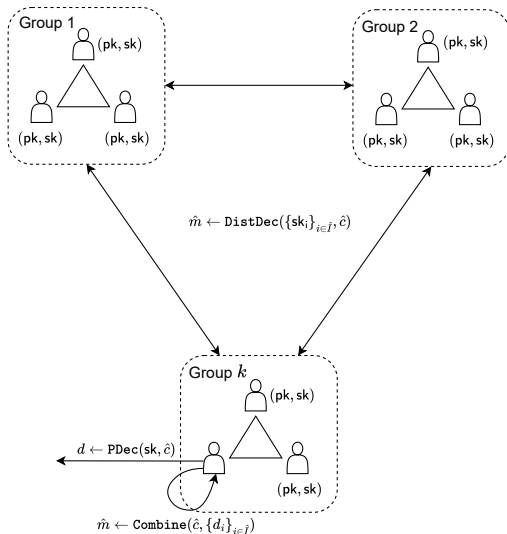 Group 1
(pk, sk)
(pk, sk)
(pk, sk)
Group 2
(pk, sk)
(pk, sk)
(pk, sk)
m̂ ← DistDec({sk_i}_{i∈Î}, ĉ)
Group k
(pk, sk)
d ← PDec(sk, ĉ)
(pk, sk)
m̂ ← Combine(ĉ, {d_i}_{i∈Î})